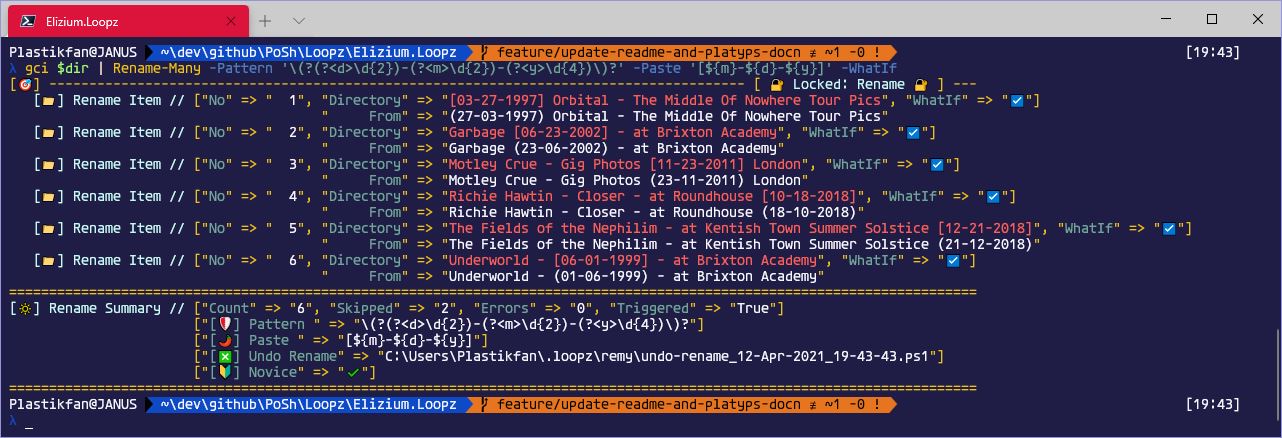 Elizium.Loopz
Plastikfan@JANUS ~\dev\github\PoSh\Loopz\Elizium.Loopz feature/update-readme-and-platyps-docn ≢ ~1 -0 ! [19:43]
λ gci $dir | Rename-Many -Pattern '\(?(?<d>\d{2})-(?<m>\d{2})-(?<y>\d{4})\)?' -Paste '[${m}-${d}-${y}]' -WhatIf
[🎯] ------------------------------------------------------------------------------------------ [ 🔐 Locked: Rename 🔐 ] ---
[📂] Rename Item // ["No" => "  1", "Directory" => "[03-27-1997] Orbital - The Middle Of Nowhere Tour Pics", "WhatIf" => "☑️"]
" From" => "(27-03-1997) Orbital - The Middle Of Nowhere Tour Pics"
[📂] Rename Item // ["No" => "  2", "Directory" => "Garbage [06-23-2002] - at Brixton Academy", "WhatIf" => "☑️"]
" From" => "Garbage (23-06-2002) - at Brixton Academy"
[📂] Rename Item // ["No" => "  3", "Directory" => "Motley Crue - Gig Photos [11-23-2011] London", "WhatIf" => "☑️"]
" From" => "Motley Crue - Gig Photos (23-11-2011) London"
[📂] Rename Item // ["No" => "  4", "Directory" => "Richie Hawtin - Closer - at Roundhouse [10-18-2018]", "WhatIf" => "☑️"]
" From" => "Richie Hawtin - Closer - at Roundhouse (18-10-2018)"
[📂] Rename Item // ["No" => "  5", "Directory" => "The Fields of the Nephilim - at Kentish Town Summer Solstice [12-21-2018]", "WhatIf" => "☑️"]
" From" => "The Fields of the Nephilim - at Kentish Town Summer Solstice (21-12-2018)"
[📂] Rename Item // ["No" => "  6", "Directory" => "Underworld - [06-01-1999] - at Brixton Academy", "WhatIf" => "☑️"]
" From" => "Underworld - (01-06-1999) - at Brixton Academy"
=========================================================================================================================
[🔅] Rename Summary // ["Count" => "6", "Skipped" => "2", "Errors" => "0", "Triggered" => "True"]
["[🛡️] Pattern " => "\(?(?<d>\d{2})-(?<m>\d{2})-(?<y>\d{4})\)?"]
["[🌶️] Paste " => "[${m}-${d}-${y}]"]
["[❎] Undo Rename" => "C:\Users\Plastikfan\.loopz\remy\undo-rename_12-Apr-2021_19-43-43.ps1"]
["[🔰] Novice" => "✔️"]
=========================================================================================================================
Plastikfan@JANUS ~\dev\github\PoSh\Loopz\Elizium.Loopz feature/update-readme-and-platyps-docn ≢ ~1 -0 ! [19:43]
λ _